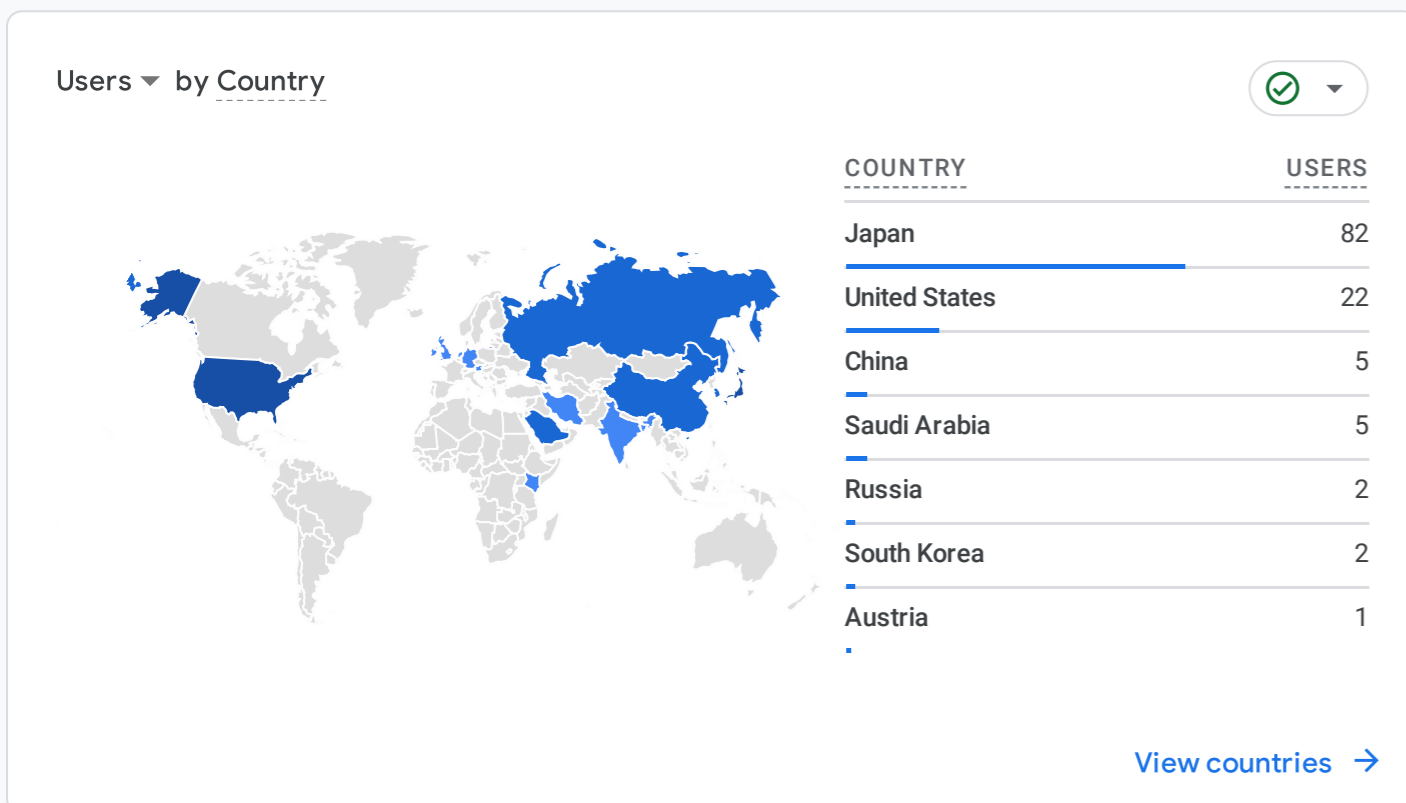 Users by Country
COUNTRY USERS
Japan 82
United States 22
China 5
Saudi Arabia 5
Russia 2
South Korea 2
Austria 1
View countries